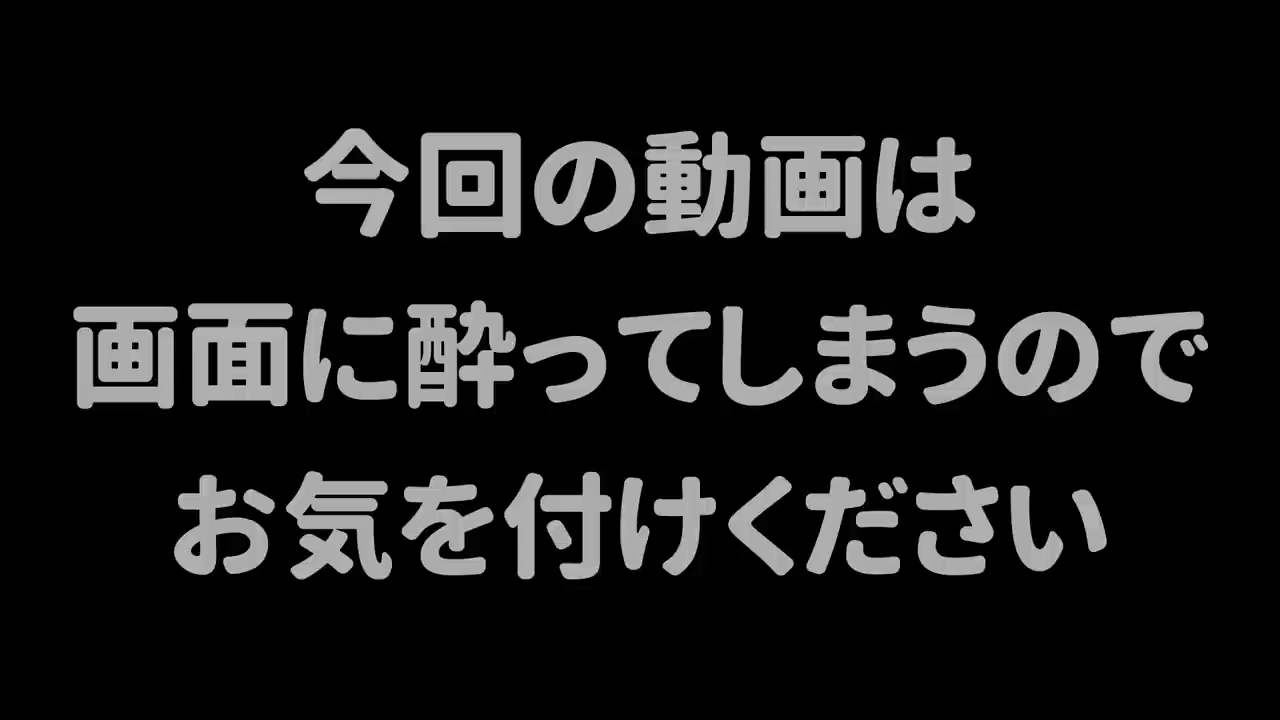 今回の動画は
画面に酔ってしまうので
お気を付けください